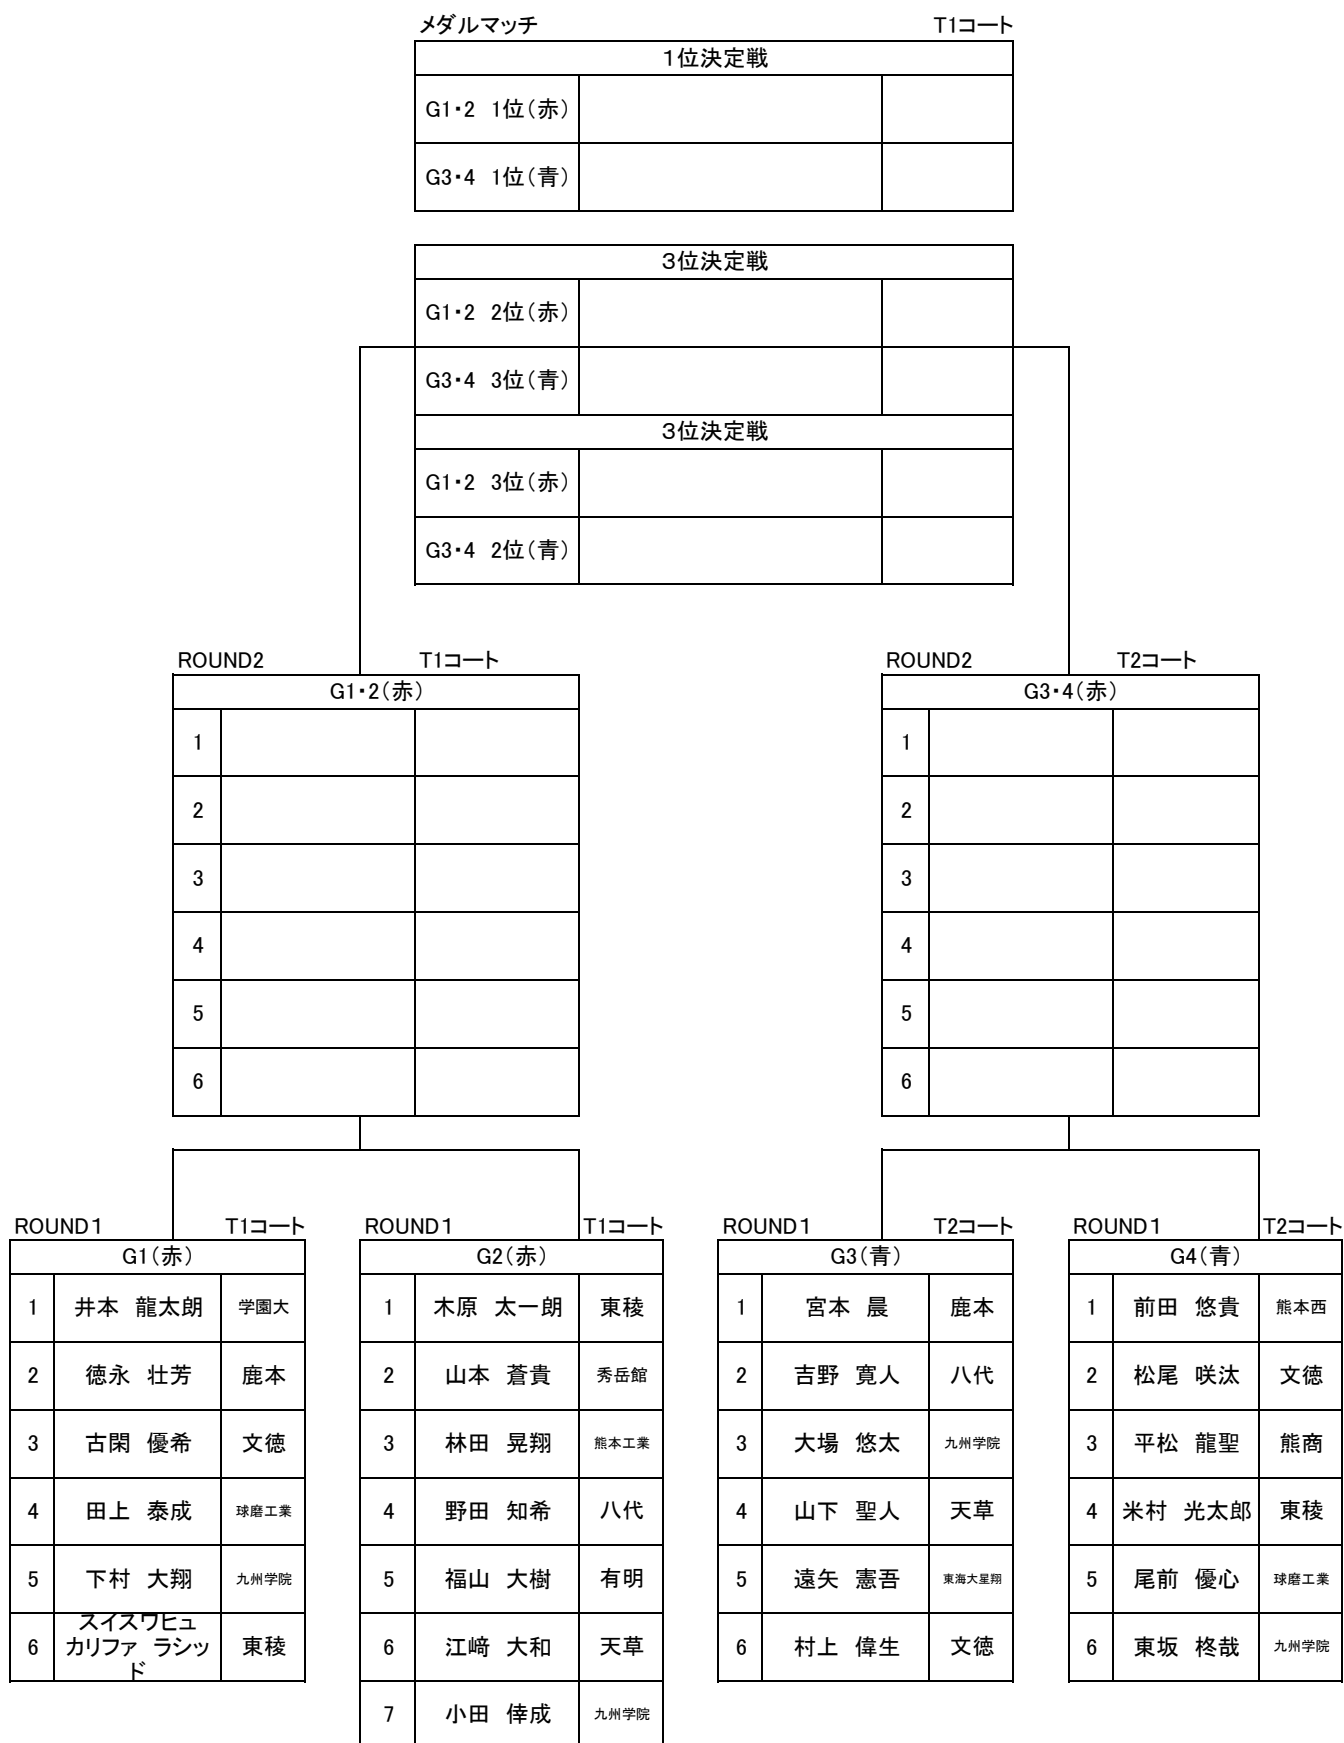 メダルマッチ T1コート
1位決定戦
G1・2 1位(赤)
G3・4 1位(青)
3位決定戦
G1・2 2位(赤)
G3・4 3位(青)
3位決定戦
G1・2 3位(赤)
G3・4 2位(青)
ROUND2 T1コート
G1・2(赤)
1
2
3
4
5
6
ROUND2 T2コート
G3・4(赤)
1
2
3
4
5
6
ROUND1 T1コート
G1(赤)
1 井本 龍太朗 学園大
2 徳永 壮芳 鹿本
3 古閑 優希 文徳
4 田上 泰成 球磨工業
5 下村 大翔 九州学院
6 スイスワヒュ
カリファ ラシッ
ド 東稜
ROUND1 T1コート
G2(赤)
1 木原 太一朗 東稜
2 山本 蒼貴 秀岳館
3 林田 晃翔 熊本工業
4 野田 知希 八代
5 福山 大樹 有明
6 江﨑 大和 天草
7 小田 倖成 九州学院
ROUND1 T2コート
G3(青)
1 宮本 晨 鹿本
2 吉野 寛人 八代
3 大場 悠太 九州学院
4 山下 聖人 天草
5 遠矢 憲吾 東海大星翔
6 村上 偉生 文徳
ROUND1 T2コート
G4(青)
1 前田 悠貴 熊本西
2 松尾 咲汰 文徳
3 平松 龍聖 熊商
4 米村 光太郎 東稜
5 尾前 優心 球磨工業
6 東坂 柊哉 九州学院